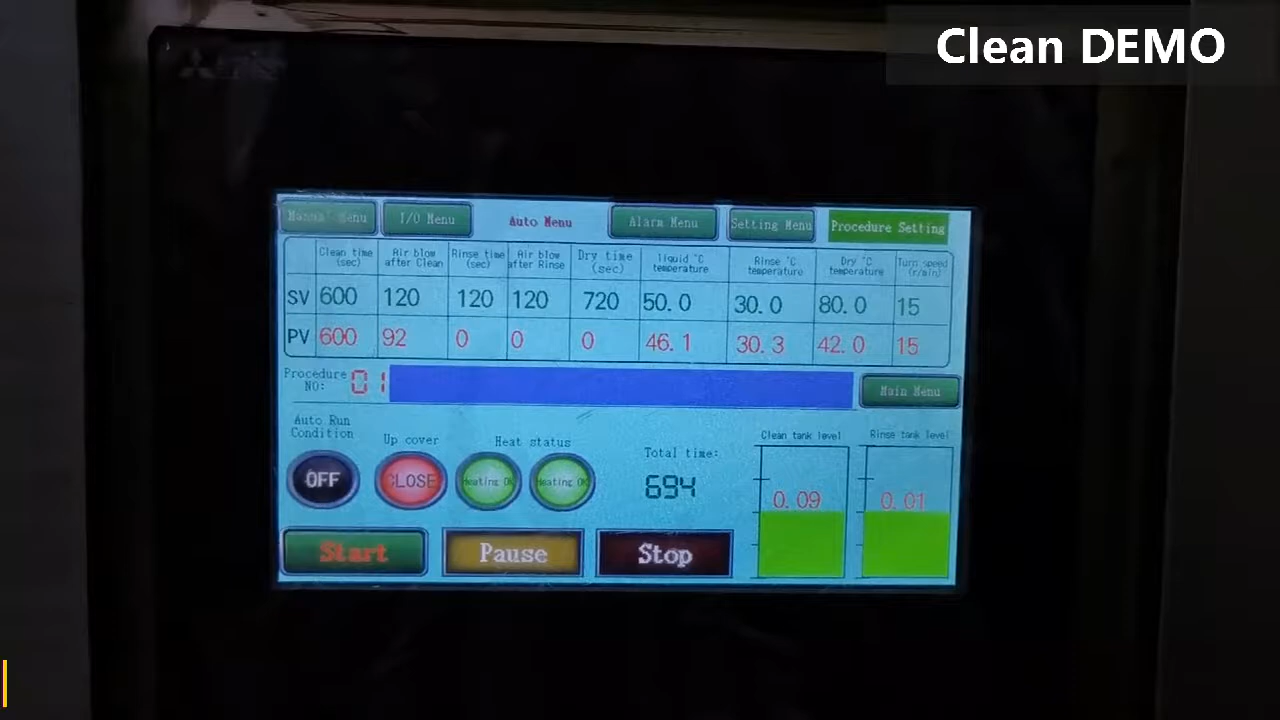 Clean DEMO
Manual Menu
I/O Menu
Auto Menu
Alarm Menu
Setting Menu
Procedure Setting
Clean time (sec)
Air blow after Clean
Rinse time (sec)
Air blow after Rinse
Dry time (sec)
liquid °C temperature
Rinse °C temperature
Dry °C temperature
Turn speed (r/min)
SV 600 120 120 120 720 50.0 30.0 80.0 15
PV 600 92 0 0 0 46.1 30.3 42.0 15
Procedure NO: 01
Main Menu
Auto Run Condition
Up cover
Heat status
Total time:
Clean tank level
Rinse tank level
OFF
CLOSE
Heating OK
Heating OK
694
0.09
0.01
Start
Pause
Stop